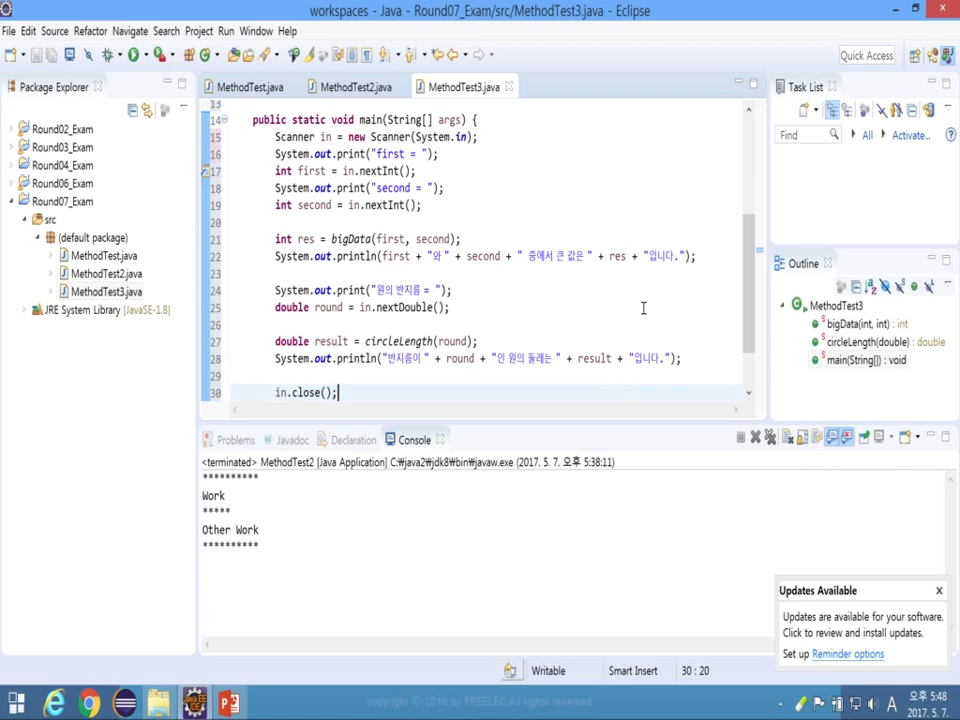 workspaces - Java - Round07_Exam/src/MethodTest3.java - Eclipse
File Edit Source Refactor Navigate Search Project Run Window Help
Quick Access
Package Explorer
Round02_Exam
Round03_Exam
Round04_Exam
Round06_Exam
Round07_Exam
src
(default package)
MethodTest.java
MethodTest2.java
MethodTest3.java
JRE System Library [JavaSE-1.8]
MethodTest.java MethodTest2.java MethodTest3.java
13
14 public static void main(String[] args) {
15 Scanner in = new Scanner(System.in);
16 System.out.print("first = ");
17 int first = in.nextInt();
18 System.out.print("second = ");
19 int second = in.nextInt();
20
21 int res = bigData(first, second);
22 System.out.println(first + "와 " + second + " 중에서 큰 값은 " + res + "입니다.");
23
24 System.out.print("원의 반지름 = ");
25 double round = in.nextDouble();
26
27 double result = circleLength(round);
28 System.out.println("반지름이 " + round + "인 원의 둘레는 " + result + "입니다.");
29
30 in.close();
Task List
Find All Activate...
Outline
MethodTest3
bigData(int, int) : int
circleLength(double) : double
main(String[]) : void
Problems Javadoc Declaration Console
<terminated> MethodTest2 [Java Application] C:₩java2₩jdk8₩bin₩javaw.exe (2017. 5. 7. 오후 5:38:11)
**********
Work
*****
Other Work
**********
Updates Available
Updates are available for your software.
Click to review and install updates.
Set up Reminder options
Writable Smart Insert 30 : 20
copyright © 2016 by FREELEC.All rights reserved.
A
오후 5:48
2017. 5. 7.